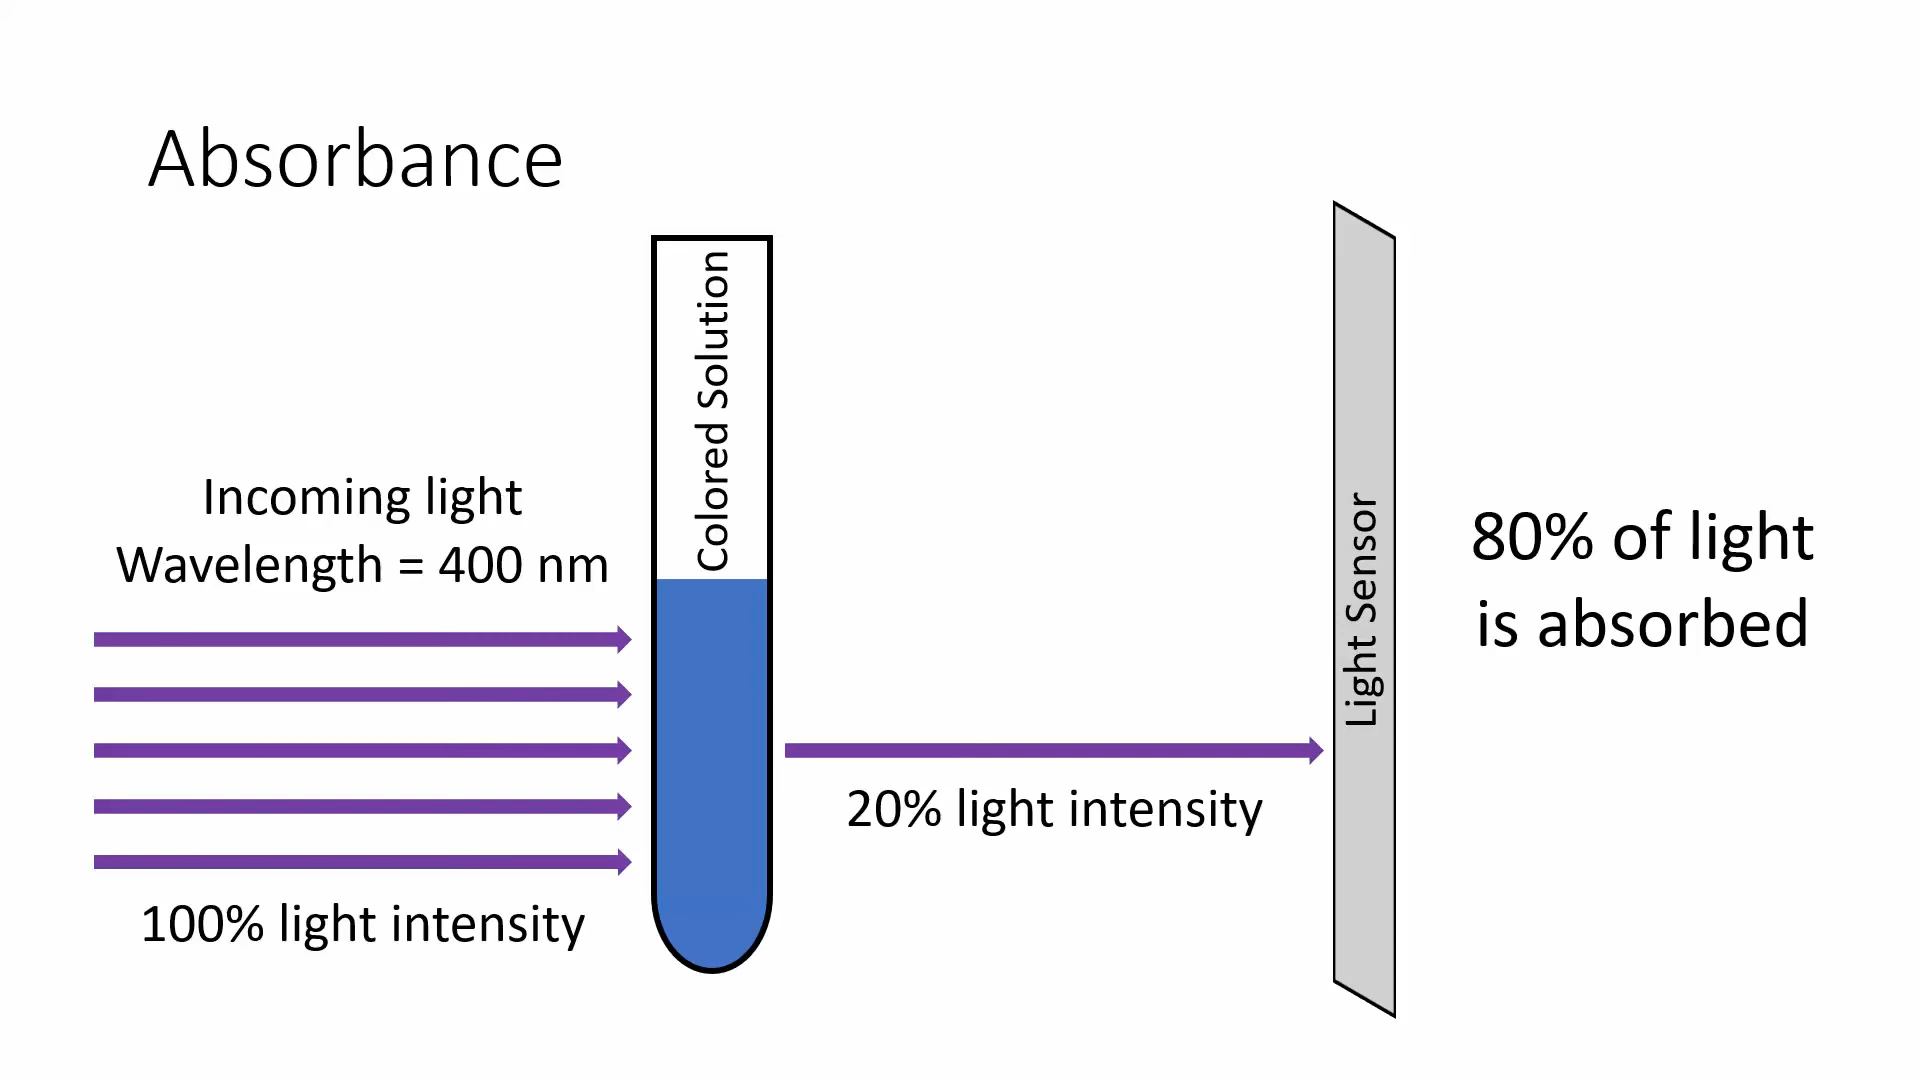 Absorbance
Colored Solution
Incoming light
Wavelength = 400 nm
100% light intensity
20% light intensity
Light Sensor
80% of light
is absorbed